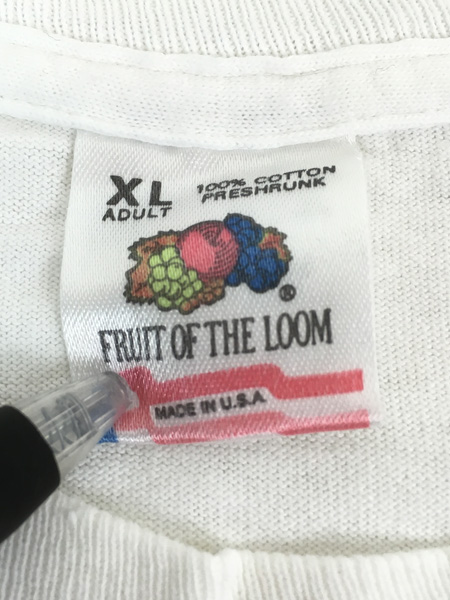 XL
ADULT
100% COTTON
PRESHRUNK
®
FRUIT OF THE LOOM
MADE IN U.S.A.